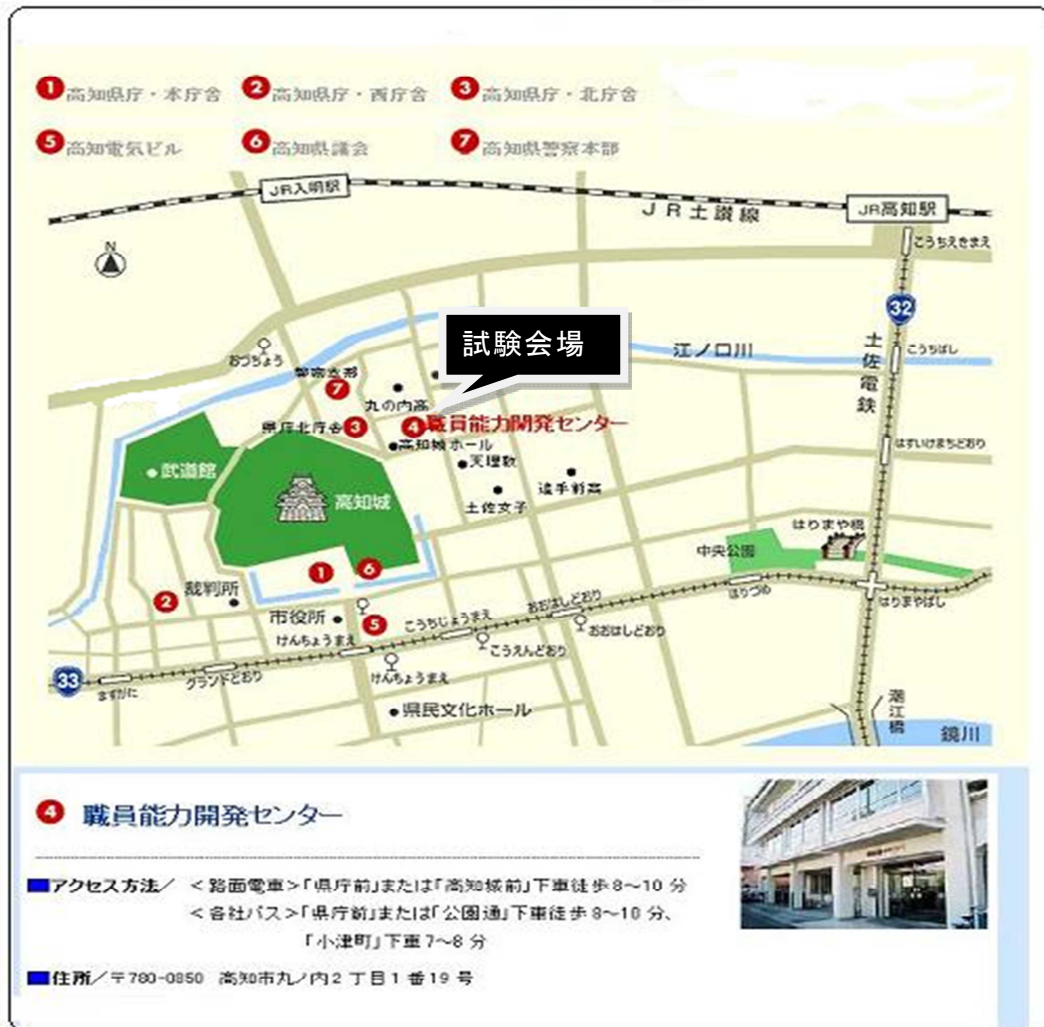 1 高知県庁・本庁舎 2 高知県庁・西庁舎 3 高知県庁・北庁舎
5 高知電気ビル 6 高知県議会 7 高知県警察本部
JR入明駅
JR土讃線
JR高知駅
こうちえきまえ
N
32
試験会場
江ノ口川
土佐電鉄
こうちばし
おづちょう
7
丸の内高
県庁北庁舎 3
4 職員能力開発センター
高知城ホール
天理教
追手前高
土佐女子
はすいけまちどおり
武道館
高知城
はりまや橋
中央公園
1
6
裁判所
2
市役所
5
けんちょうまえ
こうちじょうまえ
おおはしどおり
はりづめ
はりまやばし
おおはしどおり
こうえんどおり
けんちょうまえ
グランドどおり
ますがた
33
県民文化ホール
潮江橋
鏡川
4 職員能力開発センター
アクセス方法/ <路面電車>「県庁前」または「高知城前」下車徒歩8~10分
<各社バス>「県庁前」または「公園通」下車徒歩8~10分、
「小津町」下車7~8分
住所/〒780-0850 高知市丸ノ内2丁目1番19号